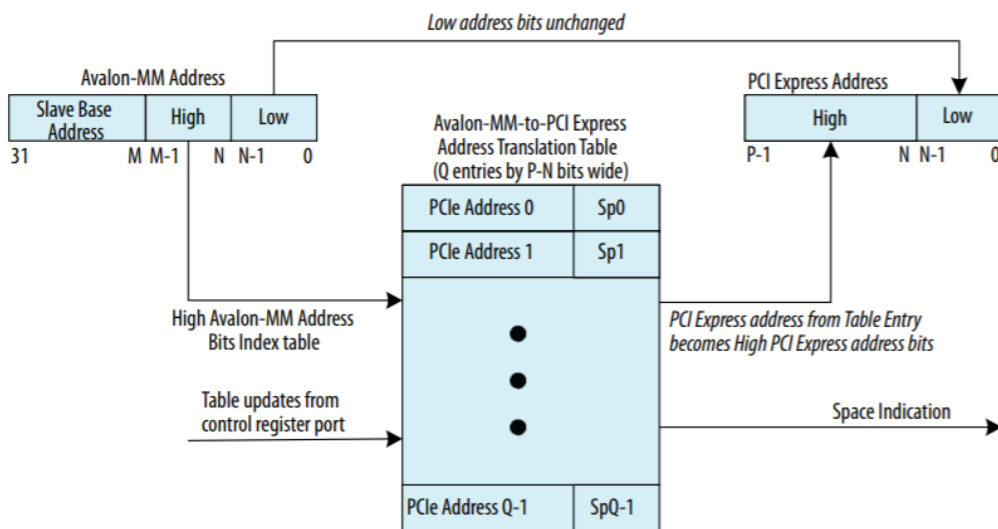 Low address bits unchanged
Avalon-MM Address
PCI Express Address
Slave Base
Address
High
Low
31
M
M-1
N
N-1
0
Avalon-MM-to-PCI Express
Address Translation Table
(Q entries by P-N bits wide)
High
Low
P-1
N
N-1
0
PCIe Address 0
Sp0
PCIe Address 1
Sp1
High Avalon-MM Address
Bits Index table
PCI Express address from Table Entry
becomes High PCI Express address bits
Table updates from
control register port
Space Indication
PCIe Address Q-1
SpQ-1